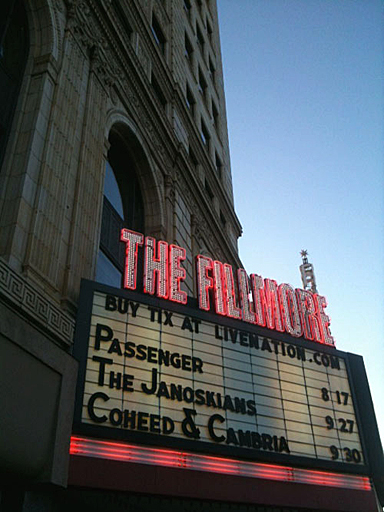 THE FILLMORE
BUY TIX AT LIVENATION.COM
PASSENGER 8 17
THE JANOSKIANS 9 27
COHEED & CAMBRIA 9 30